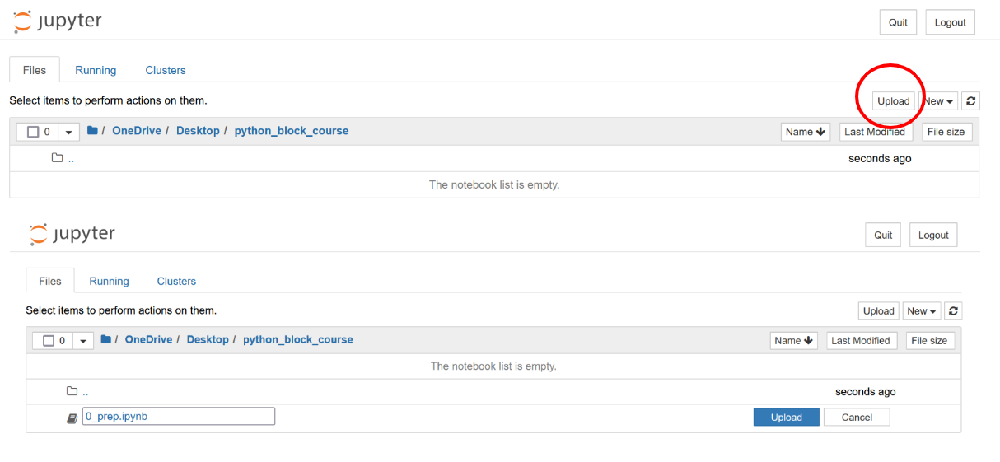 jupyter Quit Logout
Files Running Clusters
Select items to perform actions on them. Upload New
0 / OneDrive / Desktop / python_block_course Name Last Modified File size
.. seconds ago
The notebook list is empty.
jupyter Quit Logout
Files Running Clusters
Select items to perform actions on them. Upload New
0 / OneDrive / Desktop / python_block_course Name Last Modified File size
The notebook list is empty.
.. seconds ago
0_prep.ipynb Upload Cancel